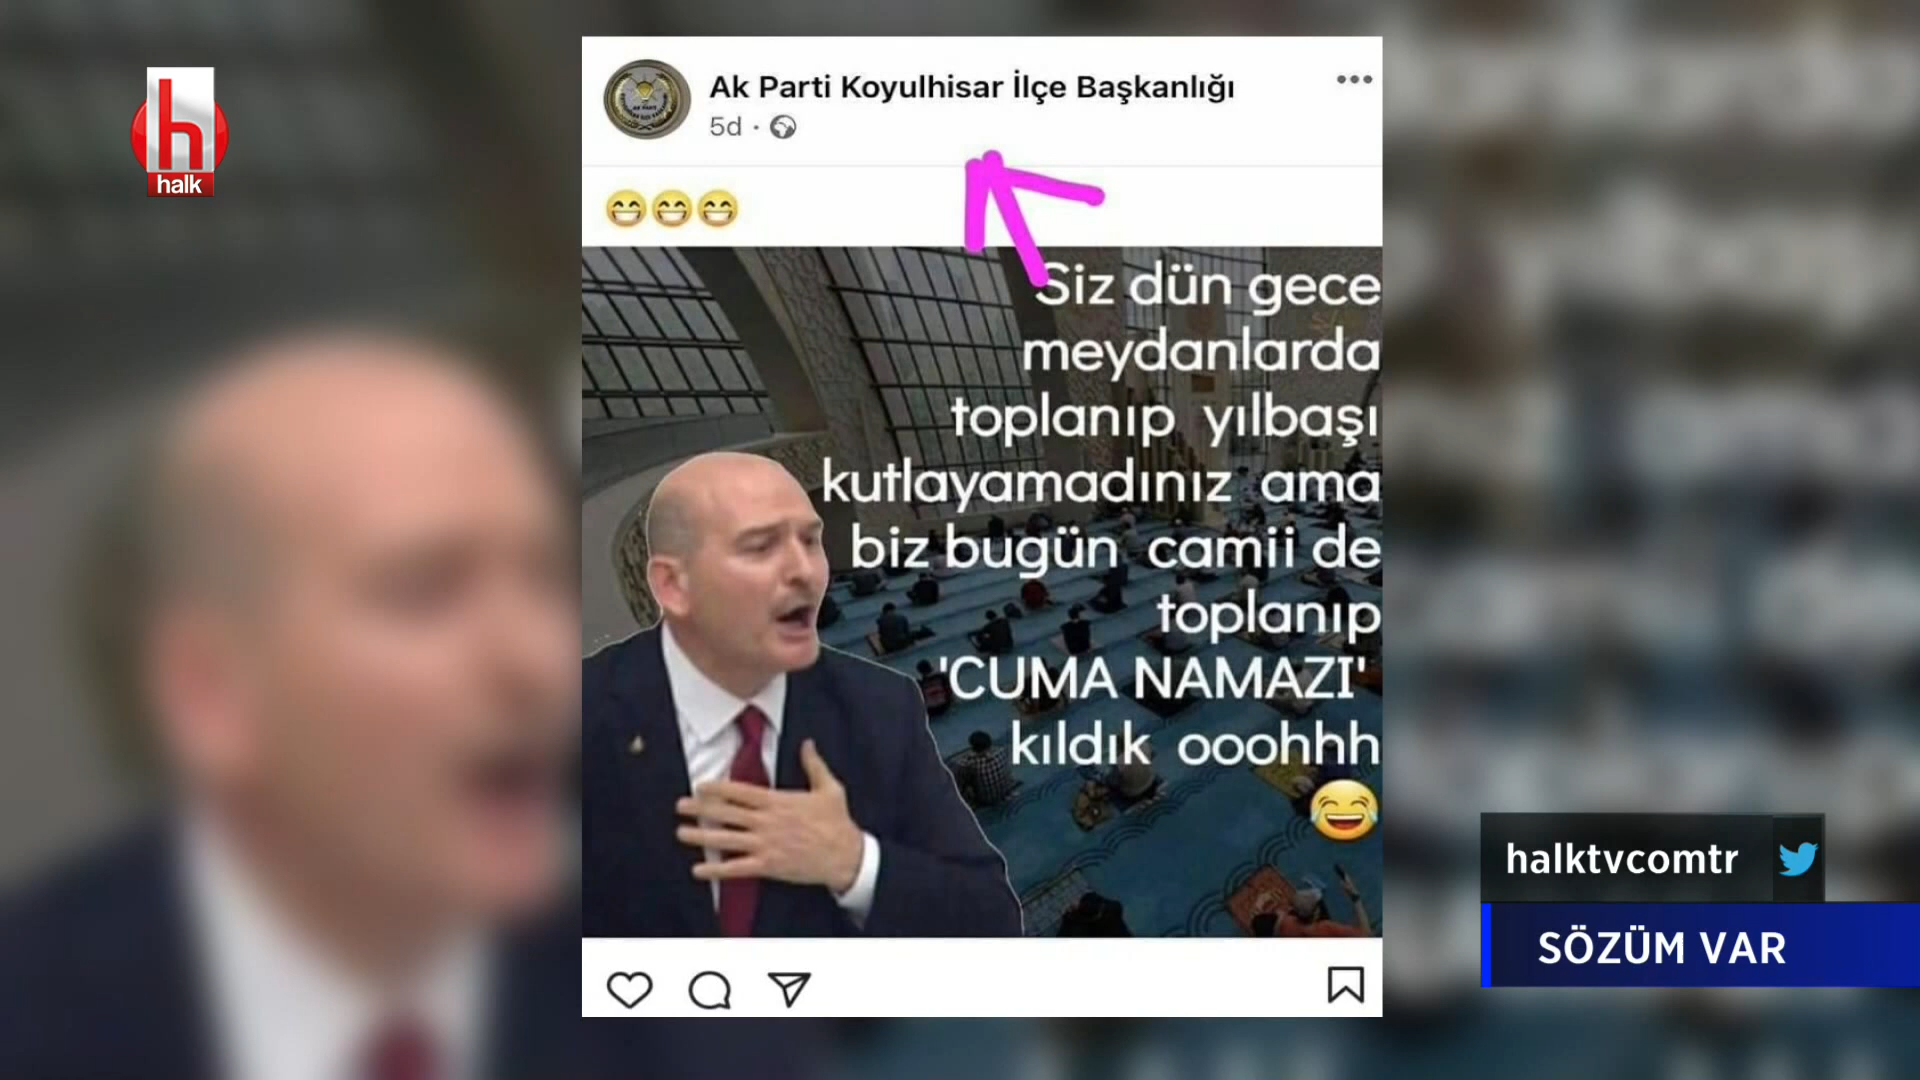 h
halk
Ak Parti Koyulhisar İlçe Başkanlığı
5d
Siz dün gece
meydanlarda
toplanıp yılbaşı
kutlayamadınız ama
biz bugün camii de
toplanıp
'CUMA NAMAZI'
kıldık ooohhh
halktvcomtr
SÖZÜM VAR